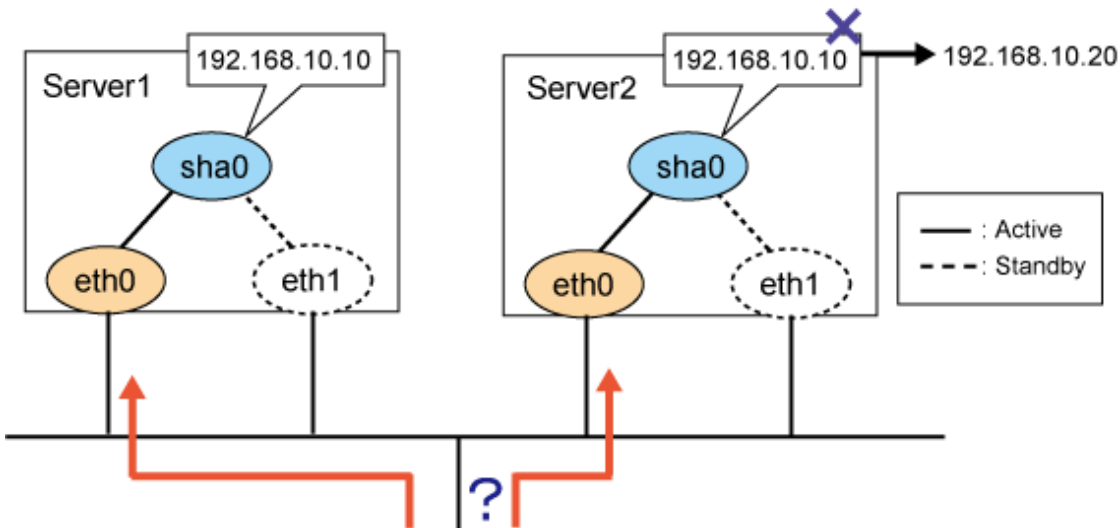 192.168.10.10
Server1
sha0
eth0
eth1
192.168.10.10
192.168.10.20
Server2
sha0
eth0
eth1
: Active
: Standby
?